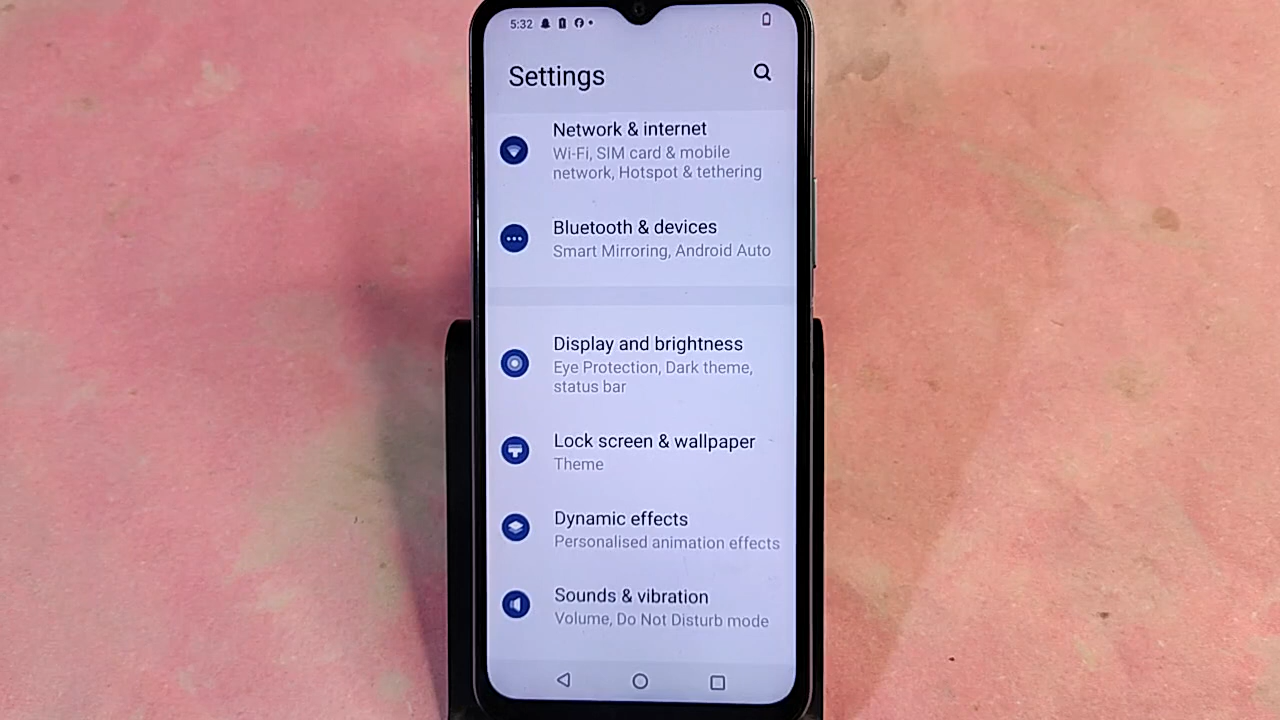 5:32
Settings
Network & internet
Wi-Fi, SIM card & mobile
network, Hotspot & tethering
Bluetooth & devices
Smart Mirroring, Android Auto
Display and brightness
Eye Protection, Dark theme,
status bar
Lock screen & wallpaper
Theme
Dynamic effects
Personalised animation effects
Sounds & vibration
Volume, Do Not Disturb mode